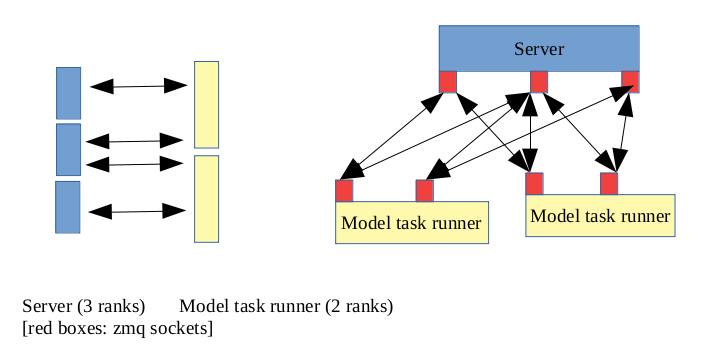 Server
Model task runner
Model task runner
Server (3 ranks) Model task runner (2 ranks)
[red boxes: zmq sockets]